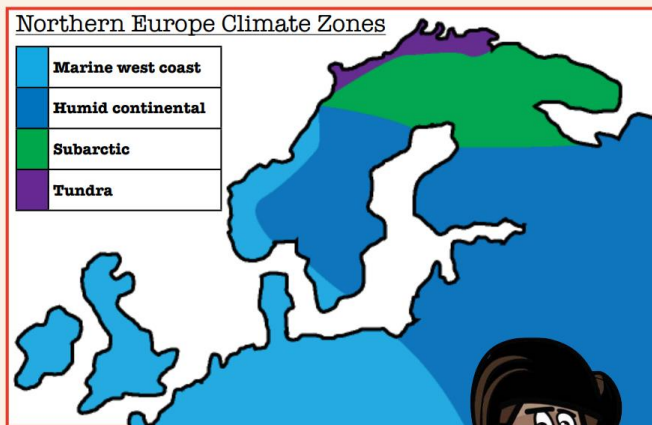 Northern Europe Climate Zones
Marine west coast
Humid continental
Subarctic
Tundra